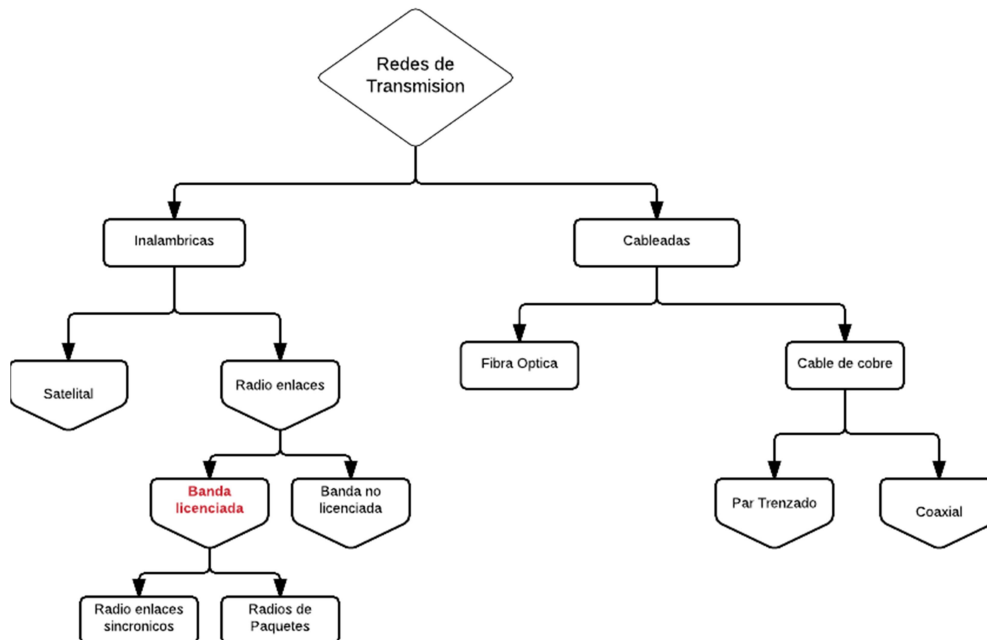 Redes de
Transmision
Inalambricas
Cableadas
Satelital
Radio enlaces
Fibra Optica
Cable de cobre
Banda
licenciada
Banda no
licenciada
Par Trenzado
Coaxial
Radio enlaces
sincronicos
Radios de
Paquetes